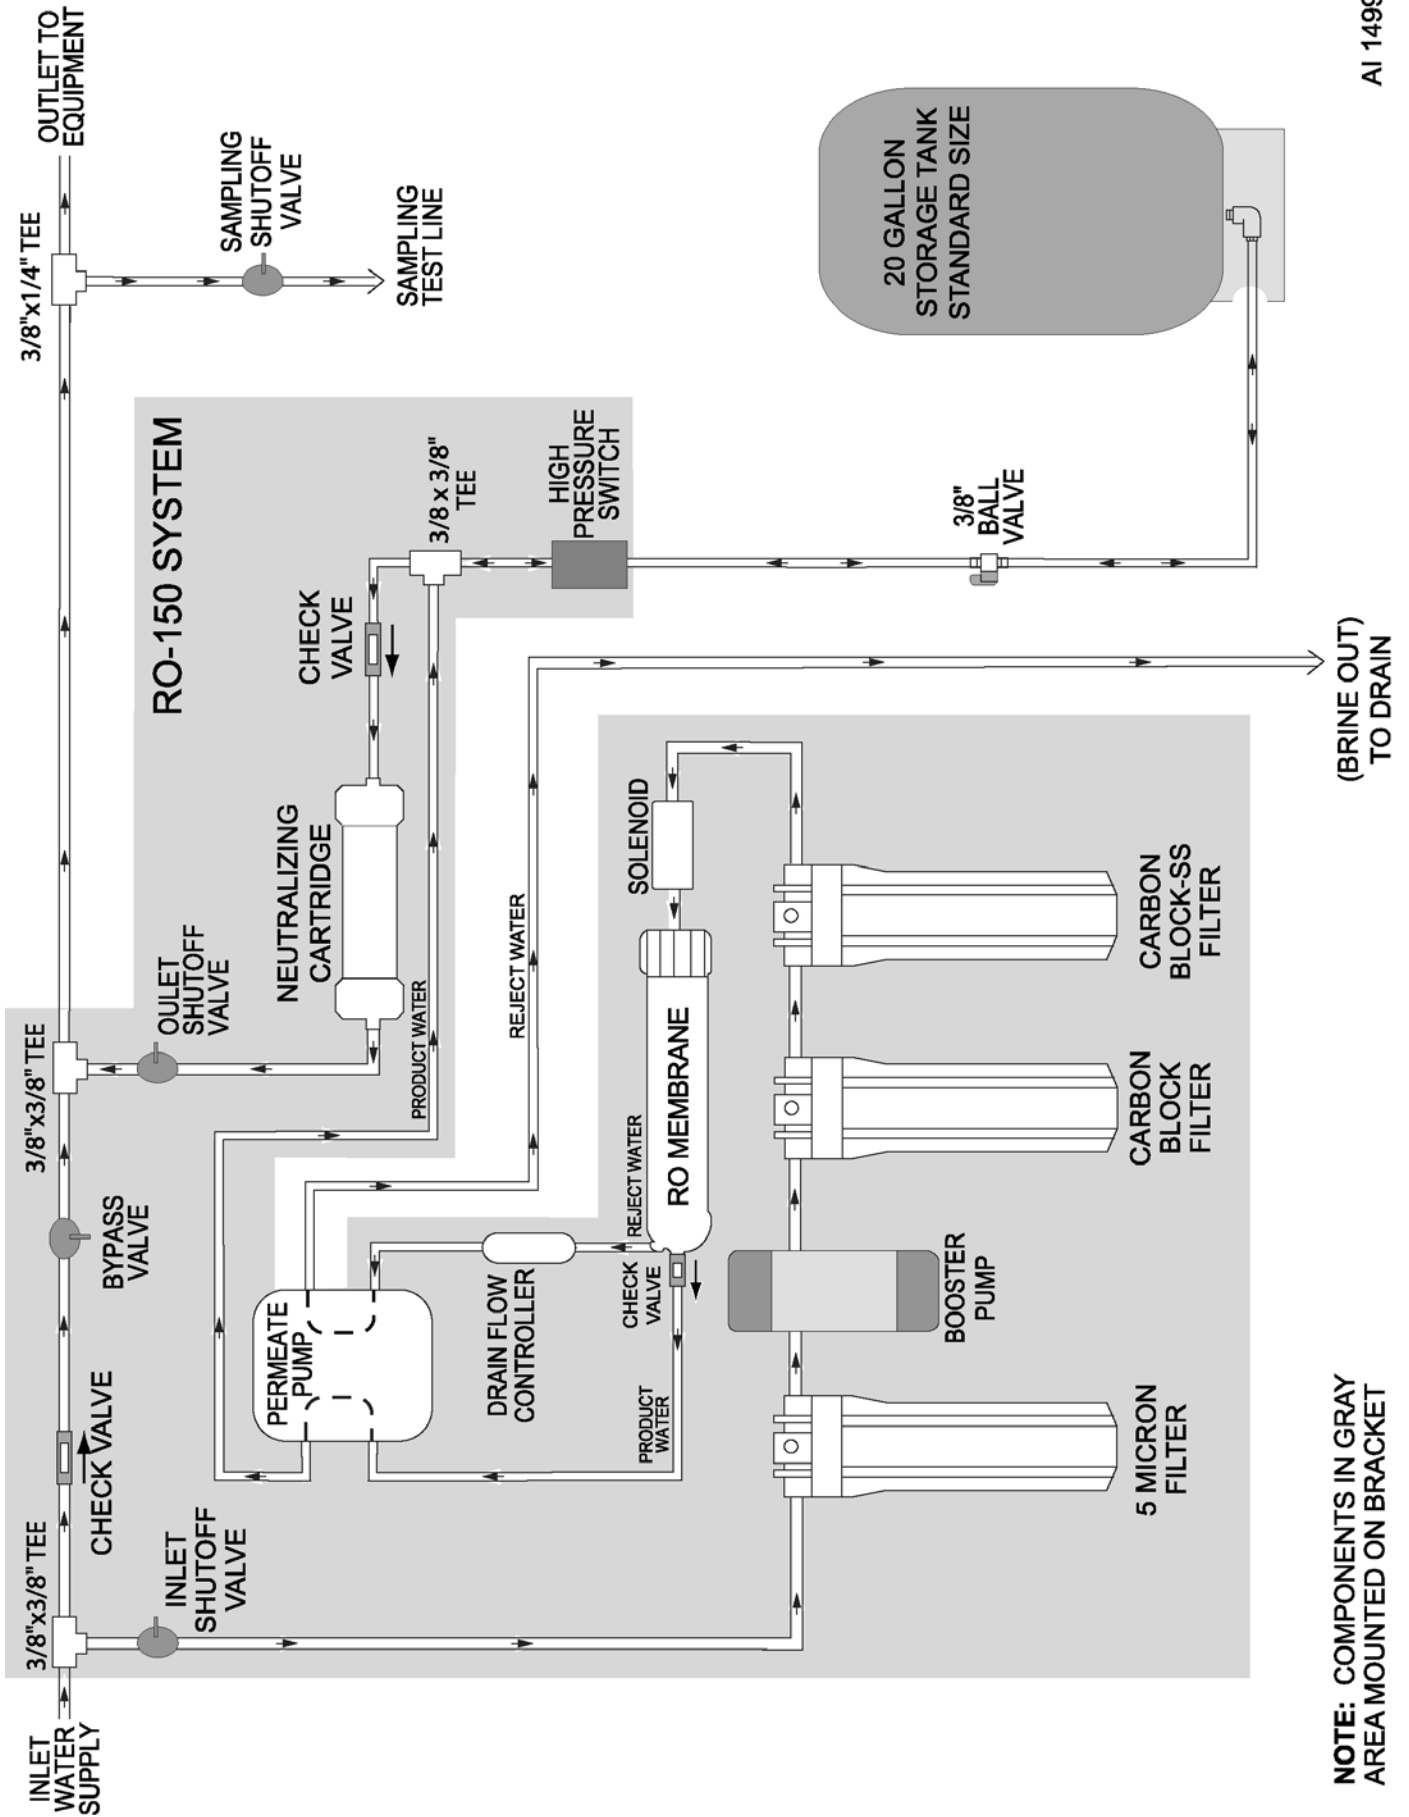 INLET
WATER
SUPPLY
3/8"x3/8" TEE
CHECK VALVE
BYPASS
VALVE
3/8"x3/8" TEE
3/8"x1/4" TEE
OUTLET TO
EQUIPMENT
INLET
SHUTOFF
VALVE
OULET
SHUTOFF
VALVE
SAMPLING
SHUTOFF
VALVE
SAMPLING
TEST LINE
RO-150 SYSTEM
PERMEATE
PUMP
NEUTRALIZING
CARTRIDGE
CHECK
VALVE
PRODUCT WATER
3/8 x 3/8"
TEE
DRAIN FLOW
CONTROLLER
REJECT WATER
HIGH
PRESSURE
SWITCH
PRODUCT
WATER
CHECK
VALVE
REJECT WATER
RO MEMBRANE
SOLENOID
BOOSTER
PUMP
3/8"
BALL
VALVE
20 GALLON
STORAGE TANK
STANDARD SIZE
5 MICRON
FILTER
CARBON
BLOCK
FILTER
CARBON
BLOCK-SS
FILTER
(BRINE OUT)
TO DRAIN
NOTE: COMPONENTS IN GRAY
AREA MOUNTED ON BRACKET